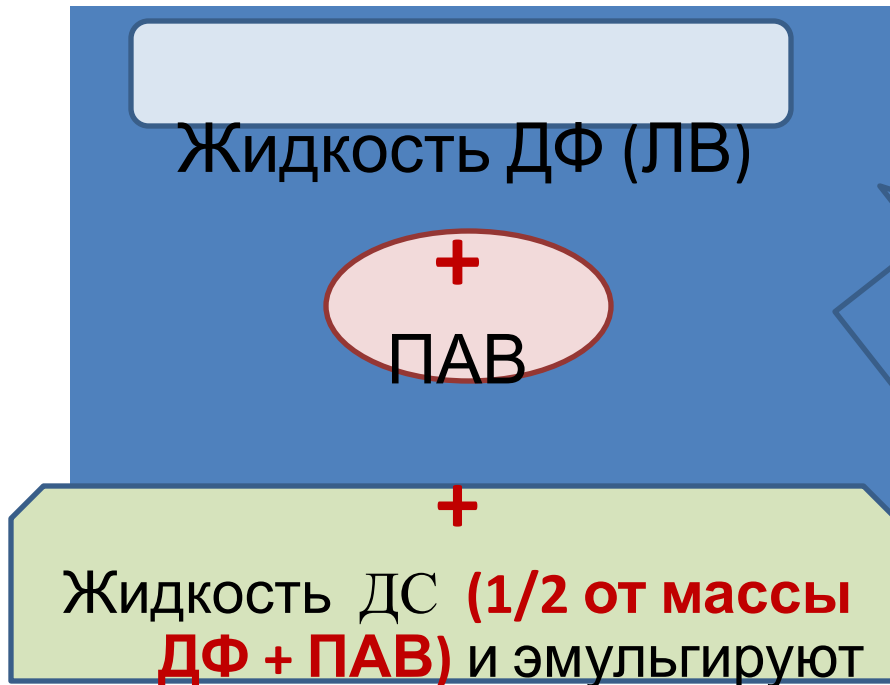 Жидкость ДФ (ЛВ)
+
ПАВ
+
Жидкость ДС (1/2 от массы
ДФ + ПАВ) и эмульгируют